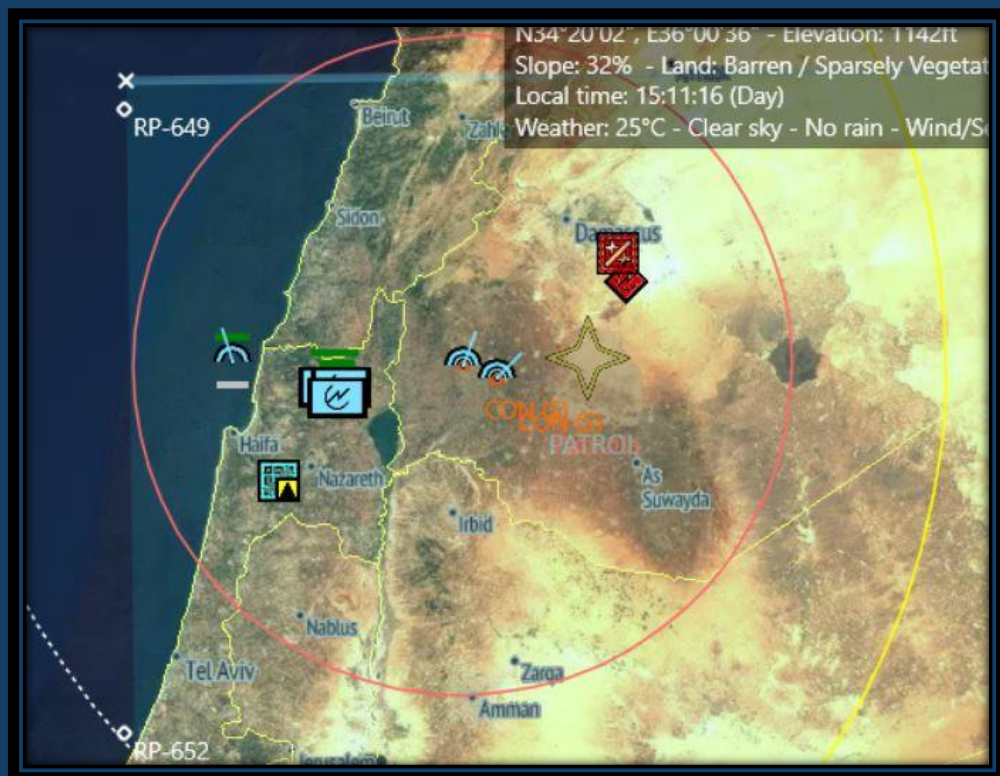 N34°20'02", E36°00'36" - Elevation: 1142ft
Slope: 32% - Land: Barren / Sparsely Vegetat
Local time: 15:11:16 (Day)
Weather: 25°C - Clear sky - No rain - Wind/S
RP-649
Beirut
Zahle
Sidon
Damascus
Haifa
Nazareth
PATROL
As
Suwayda
Irbid
Nablus
Zarqa
Tel Aviv
Amman
RP-652
Jerusalem